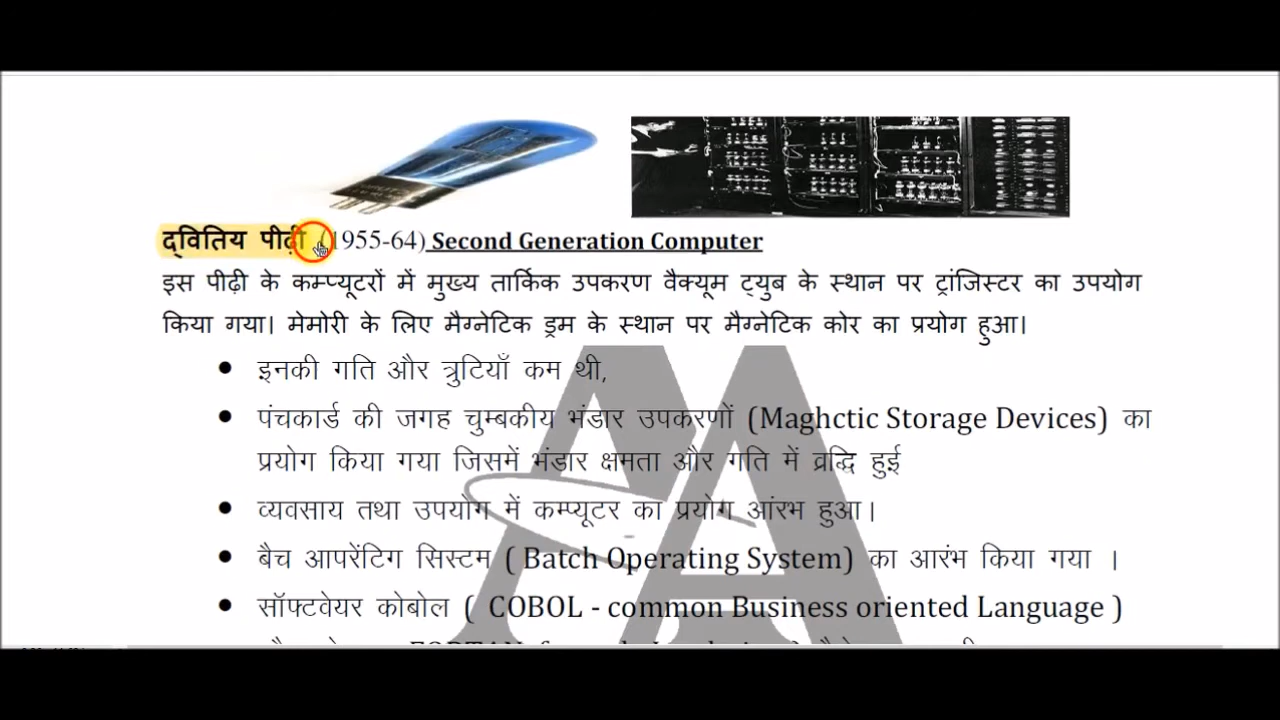 द्वितिय पीढ़ी (1955-64) Second Generation Computer
इस पीढ़ी के कम्प्यूटरों में मुख्य तार्किक उपकरण वैक्यूम ट्युब के स्थान पर ट्रांजिस्टर का उपयोग
किया गया। मेमोरी के लिए मैग्नेटिक ड्रम के स्थान पर मैग्नेटिक कोर का प्रयोग हुआ।
• इनकी गति और त्रुटियाँ कम थी,
• पंचकार्ड की जगह चुम्बकीय भंडार उपकरणों (Maghctic Storage Devices) का
प्रयोग किया गया जिसमें भंडार क्षमता और गति में व्रद्धि हुई
• व्यवसाय तथा उपयोग में कम्प्यूटर का प्रयोग आंरभ हुआ।
• बैच आपरेंटिग सिस्टम ( Batch Operating System) का आरंभ किया गया ।
• सॉफ्टवेयर कोबोल ( COBOL - common Business oriented Language )